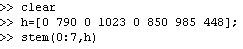 >> clear
>> h=[0 790 0 1023 0 850 985 448];
>> stem(0:7,h)